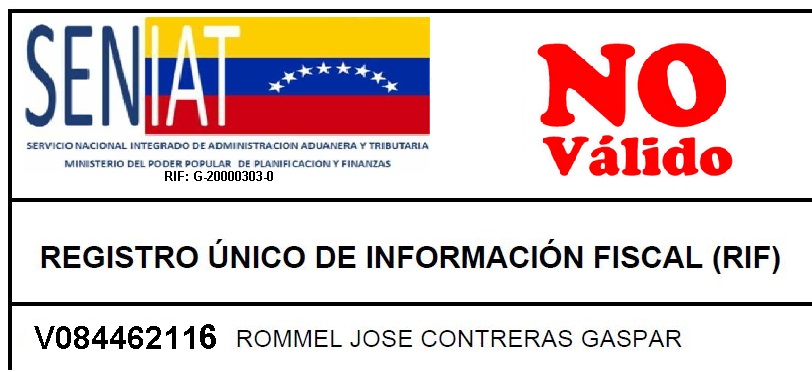 SENIAT
SERVICIO NACIONAL INTEGRADO DE ADMINISTRACION ADUANERA Y TRIBUTARIA
MINISTERIO DEL PODER POPULAR DE PLANIFICACION Y FINANZAS
RIF: G-20000303-0
NO
Válido
REGISTRO ÚNICO DE INFORMACIÓN FISCAL (RIF)
V084462116 ROMMEL JOSE CONTRERAS GASPAR